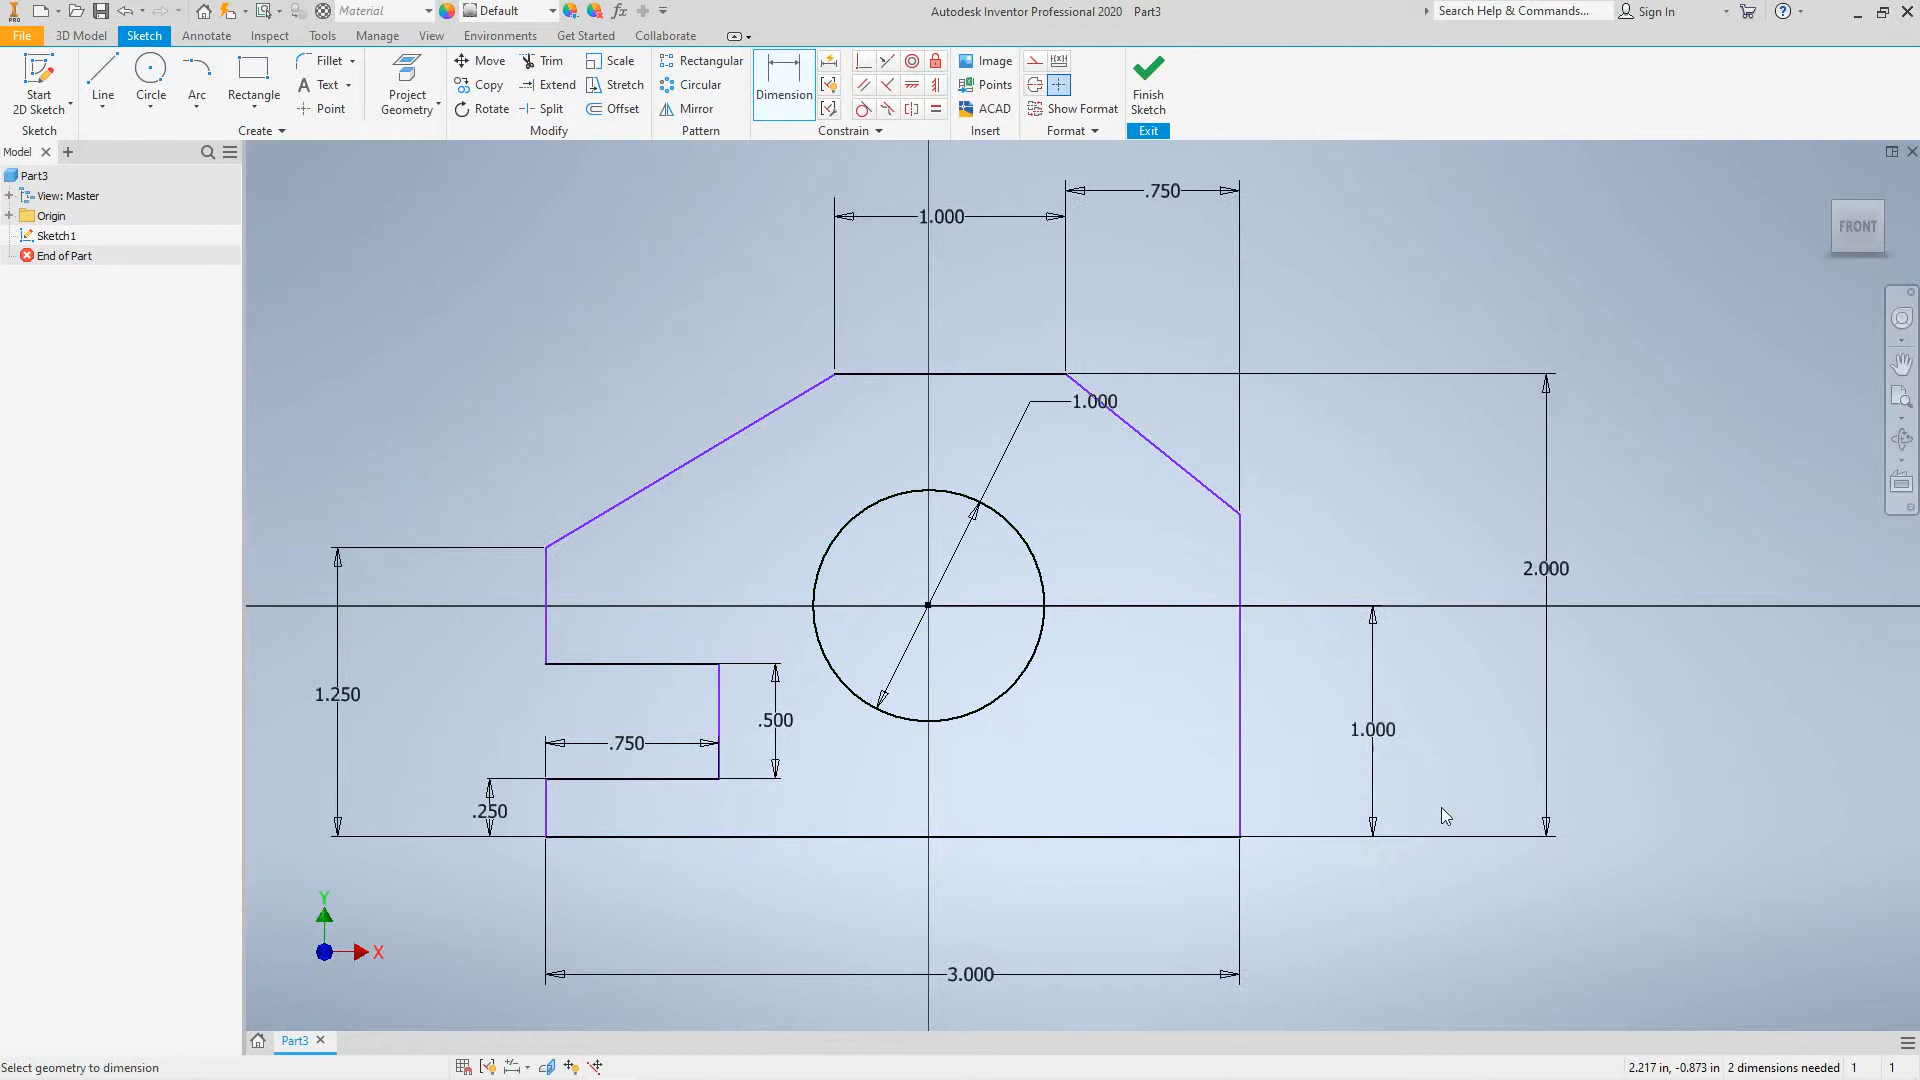 PRO Material Default fx Autodesk Inventor Professional 2020 Part3 Search Help & Commands... Sign In
File 3D Model Sketch Annotate Inspect Tools Manage View Environments Get Started Collaborate
Start
2D Sketch
Line
Circle
Arc
Rectangle
Fillet
Text
Point
Project
Geometry
Move
Copy
Rotate
Trim
Extend
Split
Scale
Stretch
Offset
Rectangular
Circular
Mirror
Dimension
Image
Points
ACAD
Show Format
Finish
Sketch
Sketch Create Modify Pattern Constrain Insert Format Exit
Model
Part3
View: Master
Origin
Sketch1
End of Part
FRONT
.750
1.000
1.000
2.000
1.250
.500
.750
1.000
.250
3.000
Y
X
Part3
Select geometry to dimension
2.217 in, -0.873 in 2 dimensions needed 1 1